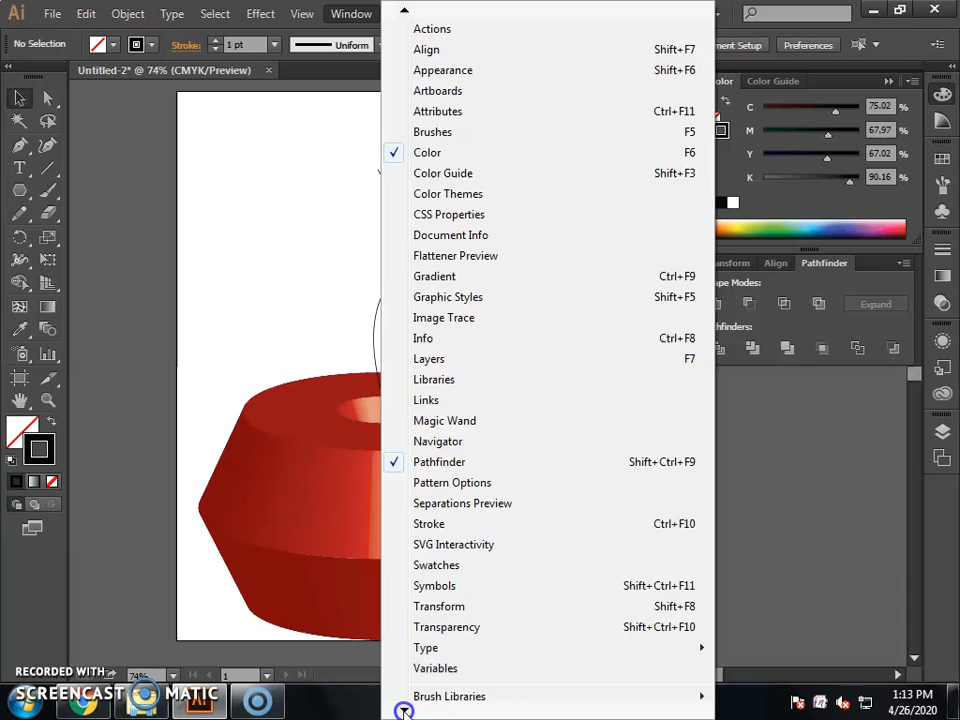 Ai File Edit Object Type Select Effect View Window
No Selection Stroke: 1 pt Uniform
Preferences
Untitled-2* @ 74% (CMYK/Preview) ×
Actions
Align Shift+F7
Appearance Shift+F6
Artboards
Attributes Ctrl+F11
Brushes F5
Color F6
Color Guide Shift+F3
Color Themes
CSS Properties
Document Info
Flattener Preview
Gradient Ctrl+F9
Graphic Styles Shift+F5
Image Trace
Info Ctrl+F8
Layers F7
Libraries
Links
Magic Wand
Navigator
Pathfinder Shift+Ctrl+F9
Pattern Options
Separations Preview
Stroke Ctrl+F10
SVG Interactivity
Swatches
Symbols Shift+Ctrl+F11
Transform Shift+F8
Transparency Shift+Ctrl+F10
Type
Variables
Brush Libraries
Color Guide
C 75.02 %
M 67.97 %
Y 67.02 %
K 90.16 %
Align Pathfinder
Modes:
Expand
74% 1
RECORDED WITH
SCREENCAST MATIC
1:13 PM
4/26/2020